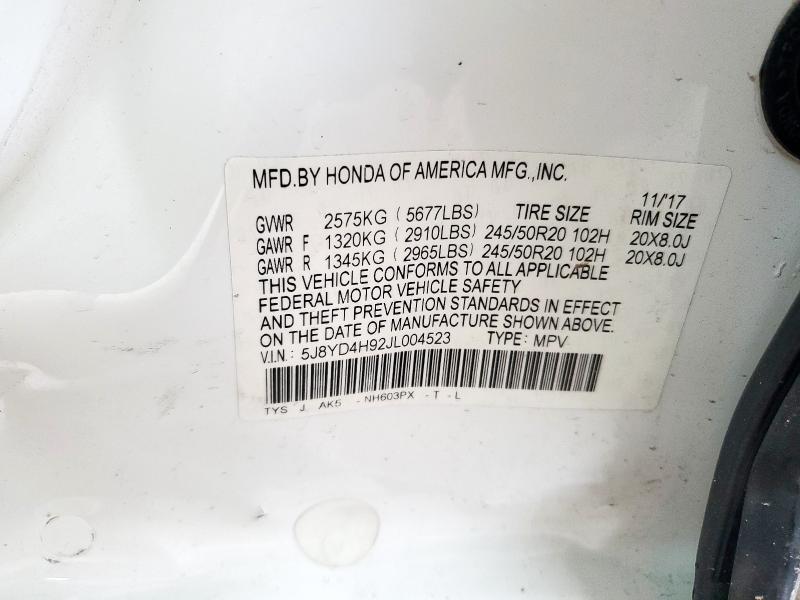 MFD.BY HONDA OF AMERICA MFG.,INC.
11/'17
GVWR 2575KG (5677LBS) TIRE SIZE RIM SIZE
GAWR F 1320KG (2910LBS) 245/50R20 102H 20X8.0J
GAWR R 1345KG (2965LBS) 245/50R20 102H 20X8.0J
THIS VEHICLE CONFORMS TO ALL APPLICABLE
FEDERAL MOTOR VEHICLE SAFETY
AND THEFT PREVENTION STANDARDS IN EFFECT
ON THE DATE OF MANUFACTURE SHOWN ABOVE.
V.I.N.: 5J8YD4H92JL004523 TYPE: MPV
TYS J. AK5 -NH603PX -T -L